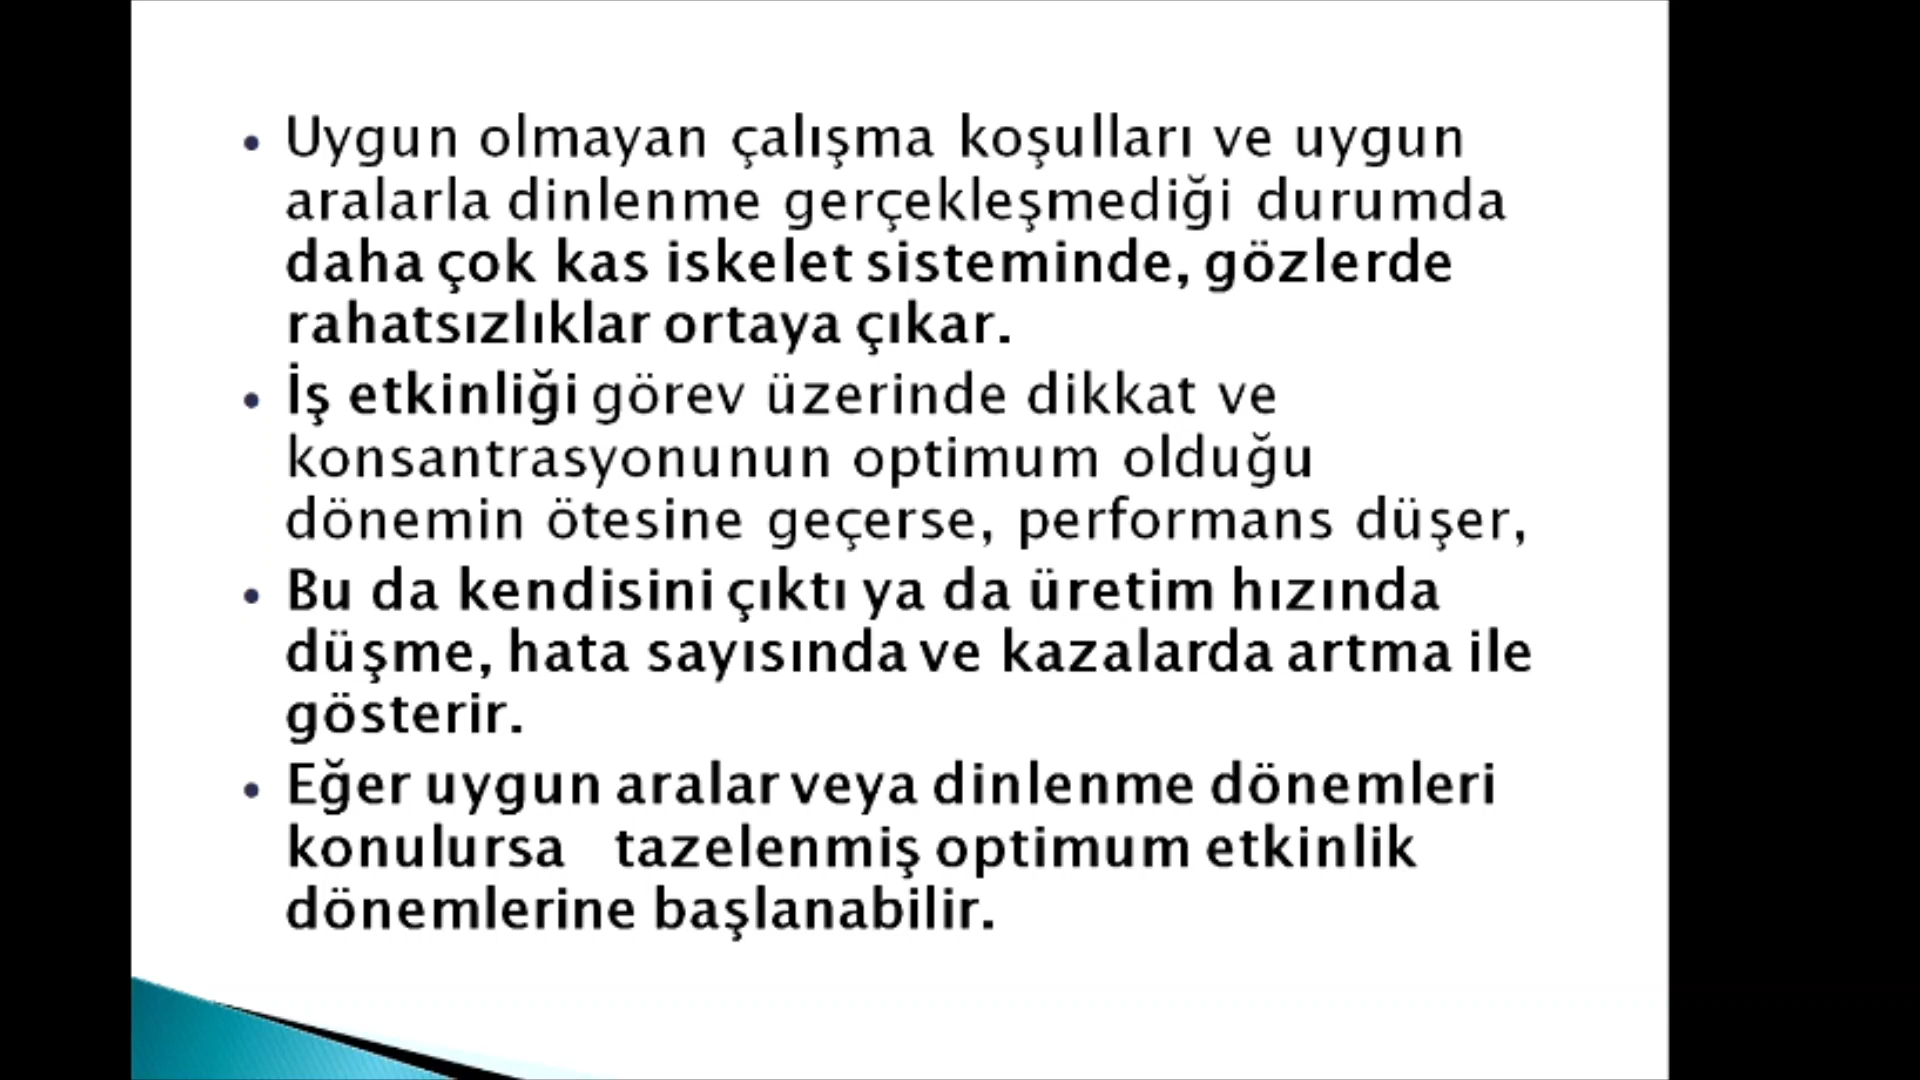 • Uygun olmayan çalışma koşulları ve uygun
aralarla dinlenme gerçekleşmediği durumda
daha çok kas iskelet sisteminde, gözlerde
rahatsızlıklar ortaya çıkar.
• İş etkinliği görev üzerinde dikkat ve
konsantrasyonunun optimum olduğu
dönemin ötesine geçerse, performans düşer,
• Bu da kendisini çıktı ya da üretim hızında
düşme, hata sayısında ve kazalarda artma ile
gösterir.
• Eğer uygun aralar veya dinlenme dönemleri
konulursa tazelenmiş optimum etkinlik
dönemlerine başlanabilir.